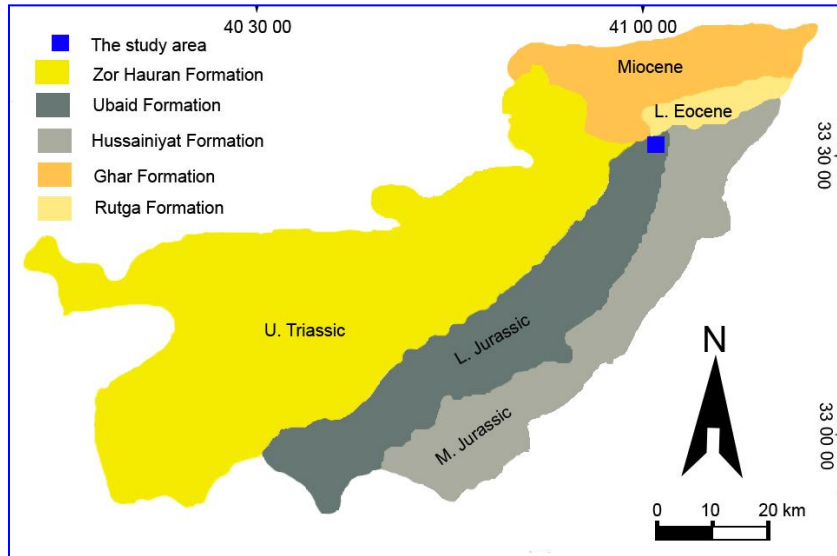 40 30 00
41 00 00
The study area
Zor Hauran Formation
Ubaid Formation
Hussainiyat Formation
Ghar Formation
Rutga Formation
Miocene
L. Eocene
33 30 00
U. Triassic
L. Jurassic
M. Jurassic
N
33 00 00
0 10 20 km